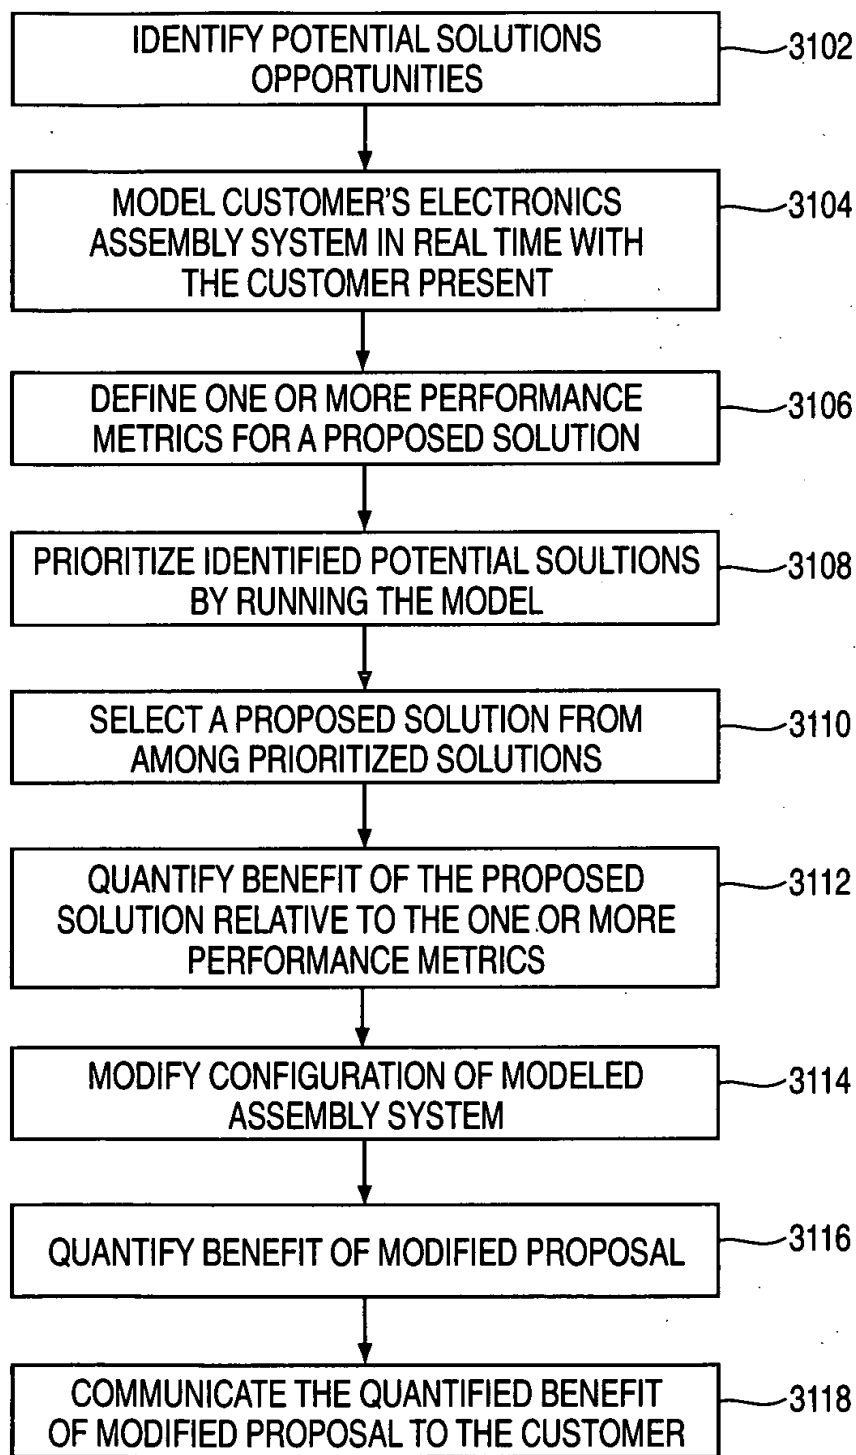 IDENTIFY POTENTIAL SOLUTIONS
OPPORTUNITIES
3102
MODEL CUSTOMER'S ELECTRONICS
ASSEMBLY SYSTEM IN REAL TIME WITH
THE CUSTOMER PRESENT
3104
DEFINE ONE OR MORE PERFORMANCE
METRICS FOR A PROPOSED SOLUTION
3106
PRIORITIZE IDENTIFIED POTENTIAL SOULTIONS
BY RUNNING THE MODEL
3108
SELECT A PROPOSED SOLUTION FROM
AMONG PRIORITIZED SOLUTIONS
3110
QUANTIFY BENEFIT OF THE PROPOSED
SOLUTION RELATIVE TO THE ONE OR MORE
PERFORMANCE METRICS
3112
MODIFY CONFIGURATION OF MODELED
ASSEMBLY SYSTEM
3114
QUANTIFY BENEFIT OF MODIFIED PROPOSAL
3116
COMMUNICATE THE QUANTIFIED BENEFIT
OF MODIFIED PROPOSAL TO THE CUSTOMER
3118